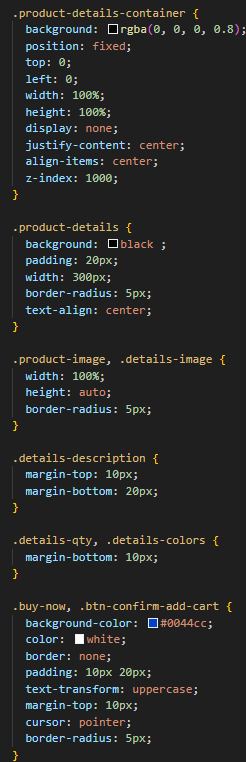 .product-details-container {
background: rgba(0, 0, 0, 0.8);
position: fixed;
top: 0;
left: 0;
width: 100%;
height: 100%;
display: none;
justify-content: center;
align-items: center;
z-index: 1000;
}
.product-details {
background: black ;
padding: 20px;
width: 300px;
border-radius: 5px;
text-align: center;
}
.product-image, .details-image {
width: 100%;
height: auto;
border-radius: 5px;
}
.details-description {
margin-top: 10px;
margin-bottom: 20px;
}
.details-qty, .details-colors {
margin-bottom: 10px;
}
.buy-now, .btn-confirm-add-cart {
background-color: #0044cc;
color: white;
border: none;
padding: 10px 20px;
text-transform: uppercase;
margin-top: 10px;
cursor: pointer;
border-radius: 5px;
}